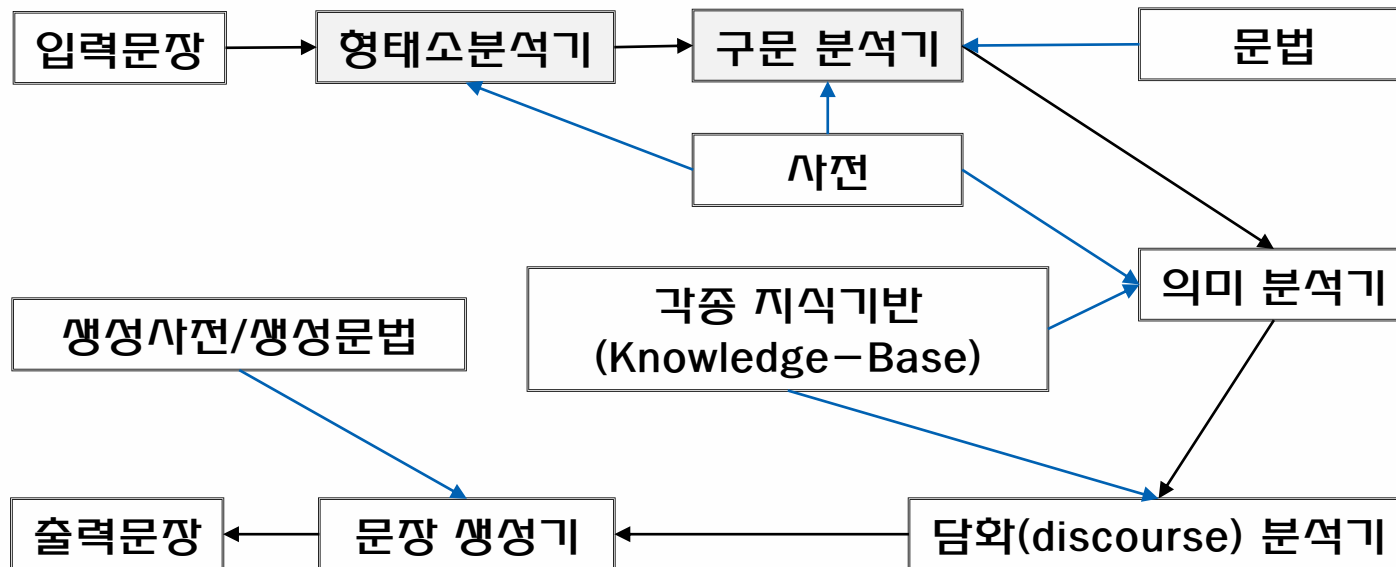 입력문장
형태소분석기
구문 분석기
문법
사전
의미 분석기
각종 지식기반
(Knowledge-Base)
생성사전/생성문법
출력문장
문장 생성기
담화(discourse) 분석기